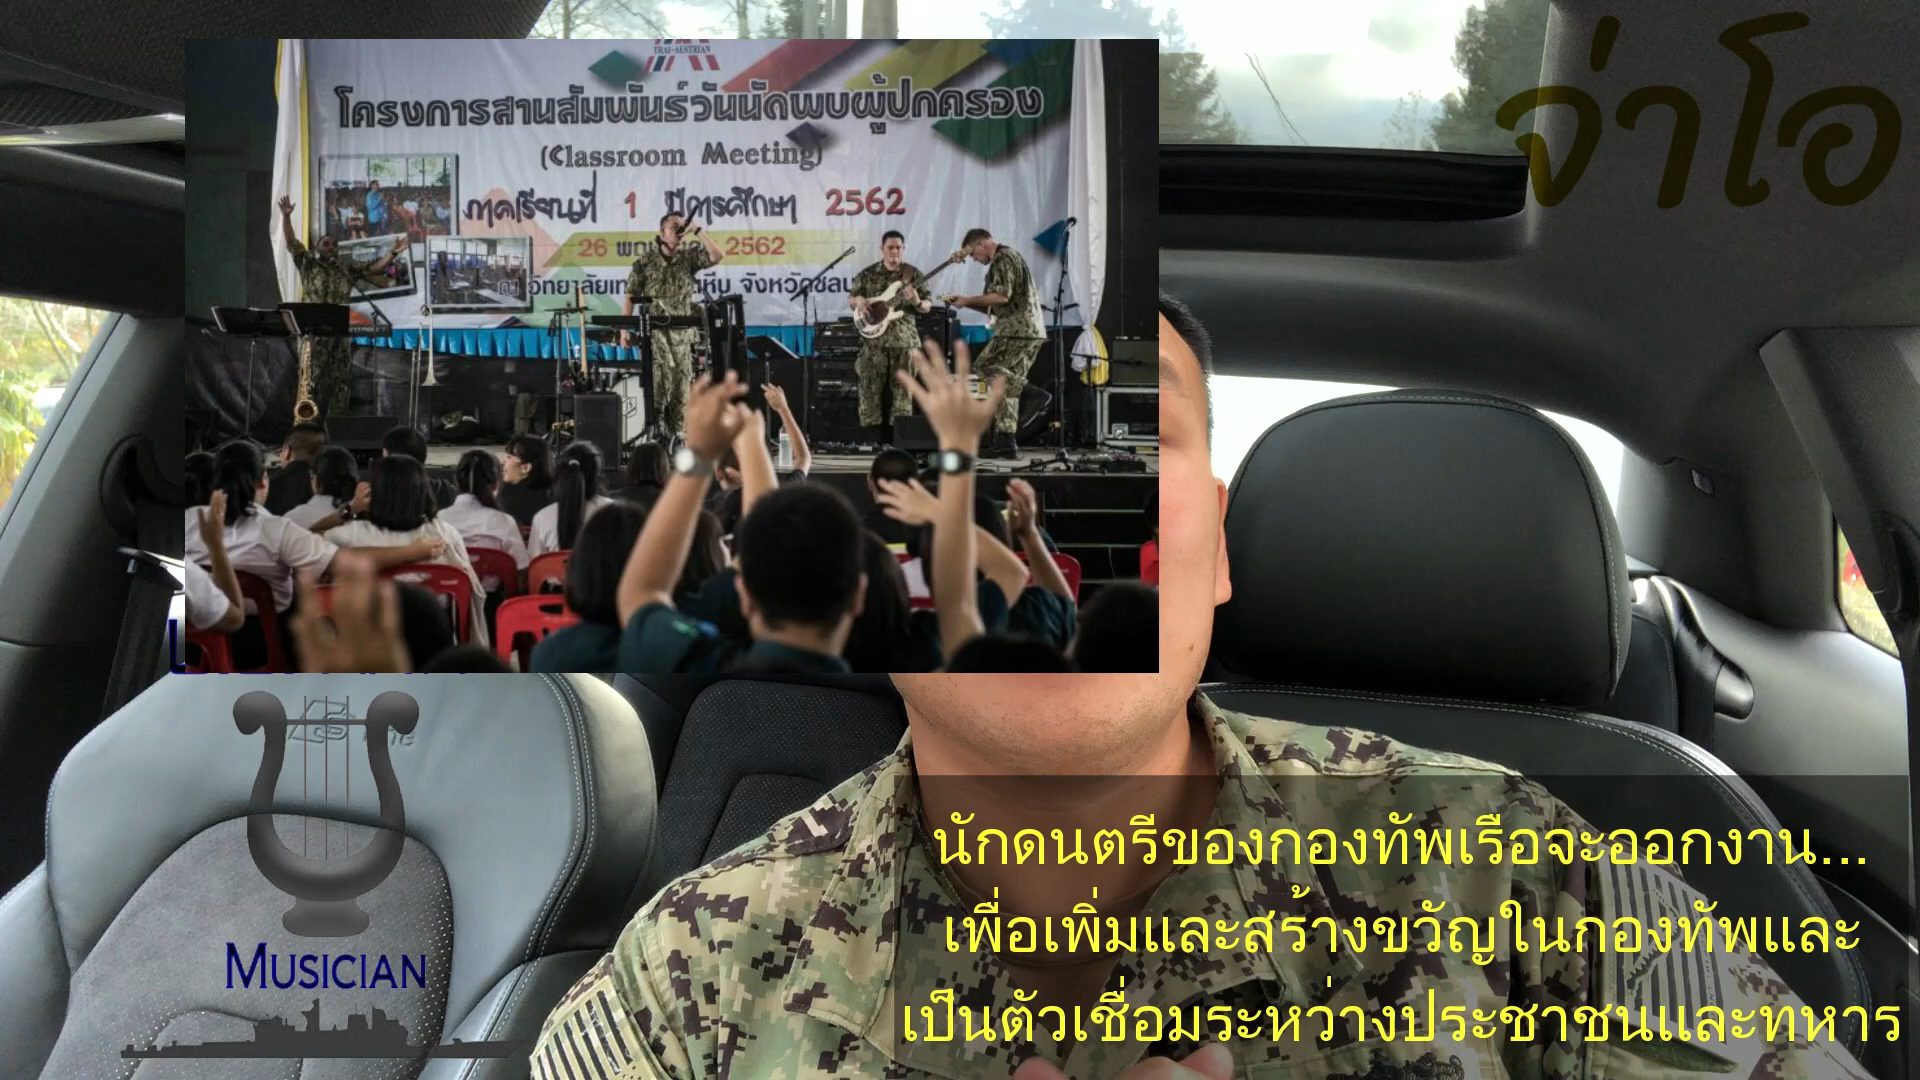 จ่าโอ
THAI-AUSTRIAN
โครงการสานสัมพันธ์วันนัดพบผู้ปกครอง
(Classroom Meeting)
ภาคเรียนที่ 1 ปีการศึกษา 2562
26 2562
จังหวัดชลบ
MUSICIAN
นักดนตรีของกองทัพเรือจะออกงาน...
เพื่อเพิ่มและสร้างขวัญในกองทัพและ
เป็นตัวเชื่อมระหว่างประชาชนและทหาร